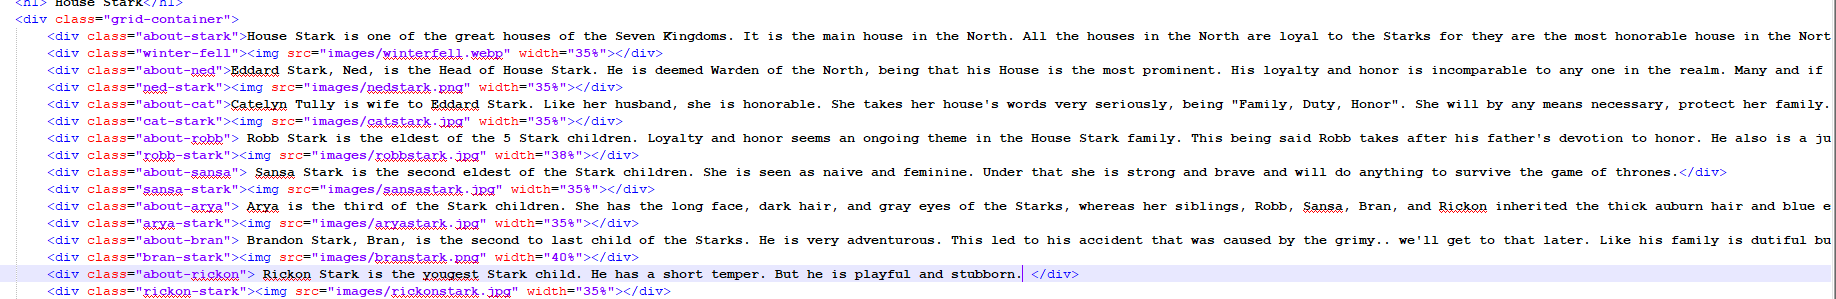 <h1> House Stark</h1>
<div class="grid-container">
<div class="about-stark">House Stark is one of the great houses of the Seven Kingdoms. It is the main house in the North. All the houses in the North are loyal to the Starks for they are the most honorable house in the Nort
<div class="winter-fell"><img src="images/winterfell.webp" width="35%"></div>
<div class="about-ned">Eddard Stark, Ned, is the Head of House Stark. He is deemed Warden of the North, being that his House is the most prominent. His loyalty and honor is incomparable to any one in the realm. Many and if
<div class="ned-stark"><img src="images/nedstark.png" width="35%"></div>
<div class="about-cat">Catelyn Tully is wife to Eddard Stark. Like her husband, she is honorable. She takes her house's words very seriously, being "Family, Duty, Honor". She will by any means necessary, protect her family.
<div class="cat-stark"><img src="images/catstark.jpg" width="35%"></div>
<div class="about-robb"> Robb Stark is the eldest of the 5 Stark children. Loyalty and honor seems an ongoing theme in the House Stark family. This being said Robb takes after his father's devotion to honor. He also is a ju
<div class="robb-stark"><img src="images/robbstark.jpg" width="38%"></div>
<div class="about-sansa"> Sansa Stark is the second eldest of the Stark children. She is seen as naive and feminine. Under that she is strong and brave and will do anything to survive the game of thrones.</div>
<div class="sansa-stark"><img src="images/sansastark.jpg" width="35%"></div>
<div class="about-arya"> Arya is the third of the Stark children. She has the long face, dark hair, and gray eyes of the Starks, whereas her siblings, Robb, Sansa, Bran, and Rickon inherited the thick auburn hair and blue e
<div class="arya-stark"><img src="images/aryastark.jpg" width="35%"></div>
<div class="about-bran"> Brandon Stark, Bran, is the second to last child of the Starks. He is very adventurous. This led to his accident that was caused by the grimy.. we'll get to that later. Like his family is dutiful bu
<div class="bran-stark"><img src="images/branstark.png" width="40%"></div>
<div class="about-rickon"> Rickon Stark is the yougest Stark child. He has a short temper. But he is playful and stubborn. </div>
<div class="rickon-stark"><img src="images/rickonstark.jpg" width="35%"></div>